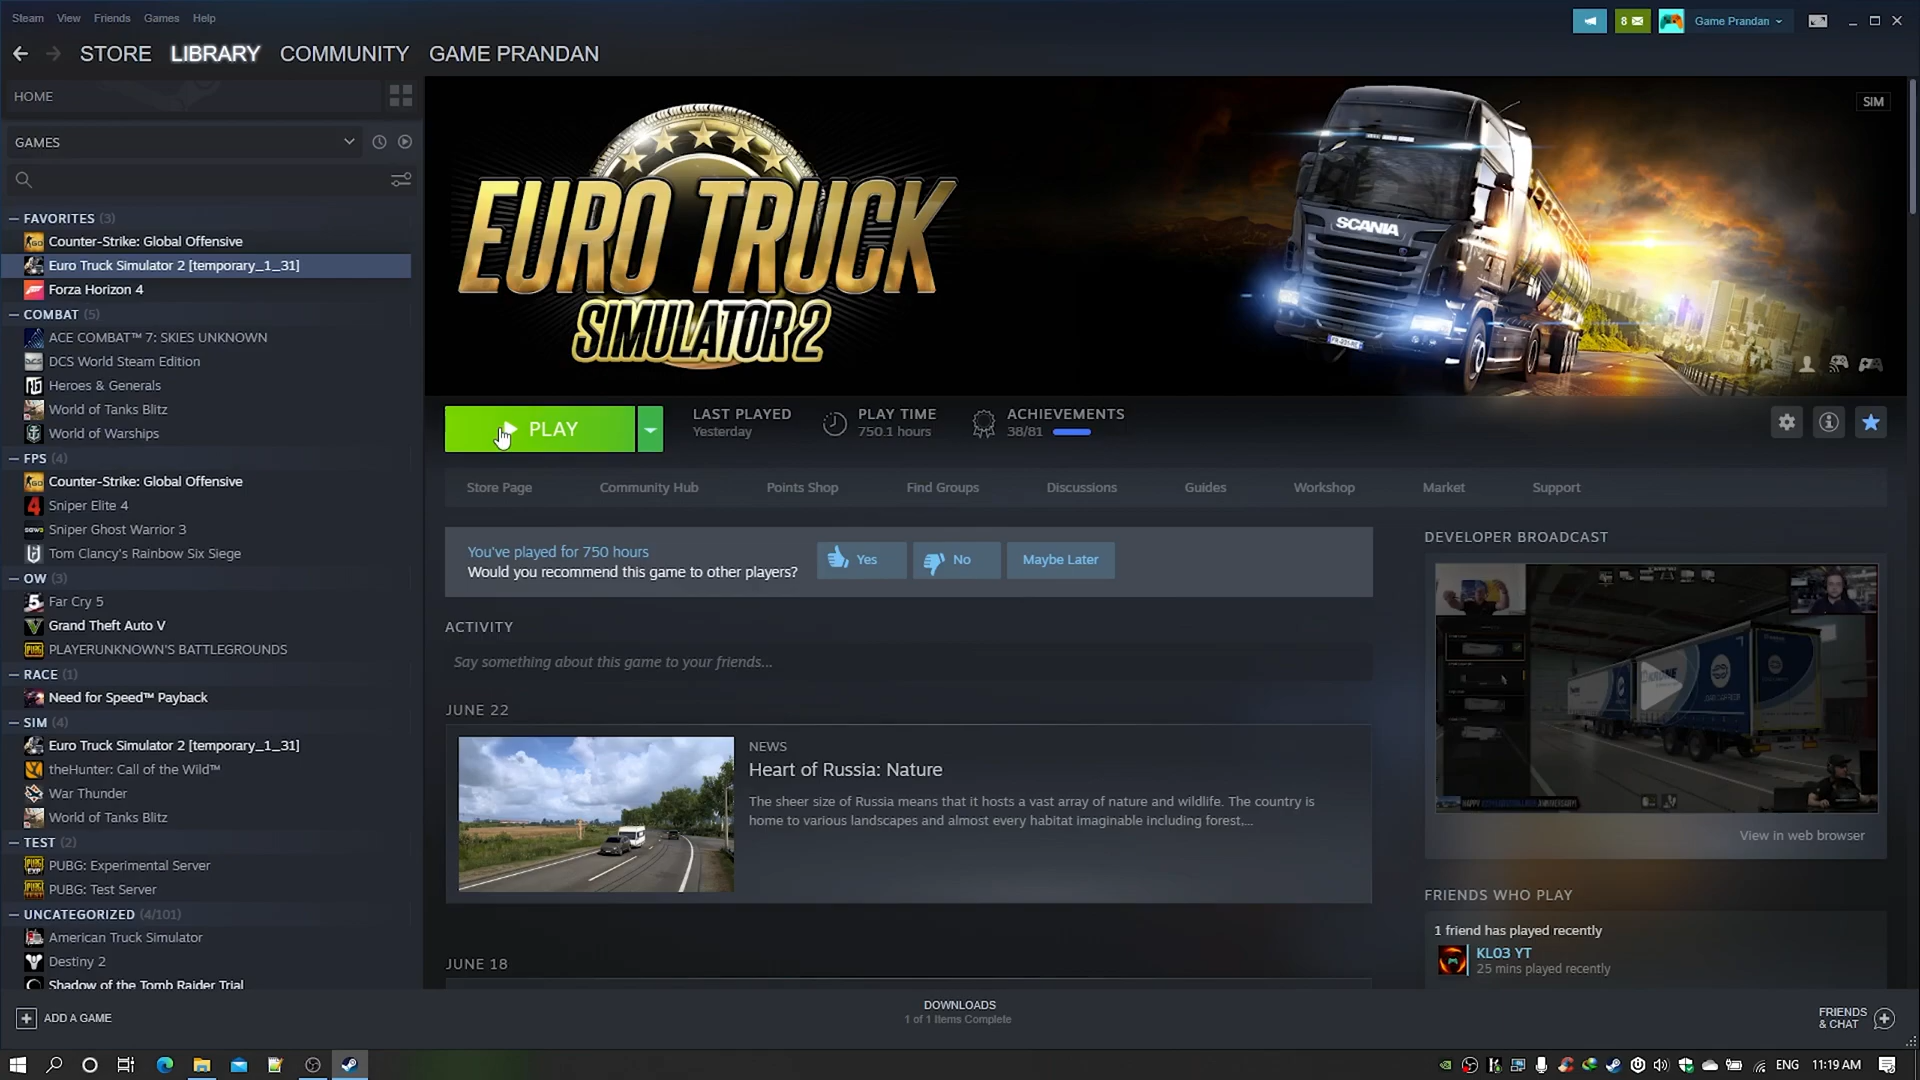 Steam View Friends Games Help
8 Game Prandan
STORE LIBRARY COMMUNITY GAME PRANDAN
HOME
GAMES
FAVORITES (3)
Counter-Strike: Global Offensive
Euro Truck Simulator 2 [temporary_1_31]
Forza Horizon 4
COMBAT (5)
ACE COMBAT™ 7: SKIES UNKNOWN
DCS World Steam Edition
Heroes & Generals
World of Tanks Blitz
World of Warships
FPS (4)
Counter-Strike: Global Offensive
Sniper Elite 4
Sniper Ghost Warrior 3
Tom Clancy's Rainbow Six Siege
OW (3)
Far Cry 5
Grand Theft Auto V
PLAYERUNKNOWN'S BATTLEGROUNDS
RACE (1)
Need for Speed™ Payback
SIM (4)
Euro Truck Simulator 2 [temporary_1_31]
theHunter: Call of the Wild™
War Thunder
World of Tanks Blitz
TEST (2)
PUBG: Experimental Server
PUBG: Test Server
UNCATEGORIZED (4/101)
American Truck Simulator
Destiny 2
Shadow of the Tomb Raider Trial
ADD A GAME
SIM
EURO TRUCK
SIMULATOR 2
SCANIA
PLAY
LAST PLAYED
Yesterday
PLAY TIME
750.1 hours
ACHIEVEMENTS
38/81
Store Page Community Hub Points Shop Find Groups Discussions Guides Workshop Market Support
You've played for 750 hours
Would you recommend this game to other players?
Yes No Maybe Later
ACTIVITY
Say something about this game to your friends...
JUNE 22
NEWS
Heart of Russia: Nature
The sheer size of Russia means that it hosts a vast array of nature and wildlife. The country is
home to various landscapes and almost every habitat imaginable including forest,...
JUNE 18
DEVELOPER BROADCAST
KRONE
View in web browser
FRIENDS WHO PLAY
1 friend has played recently
KL03 YT
25 mins played recently
DOWNLOADS
1 of 1 Items Complete
FRIENDS
& CHAT
ENG 11:19 AM